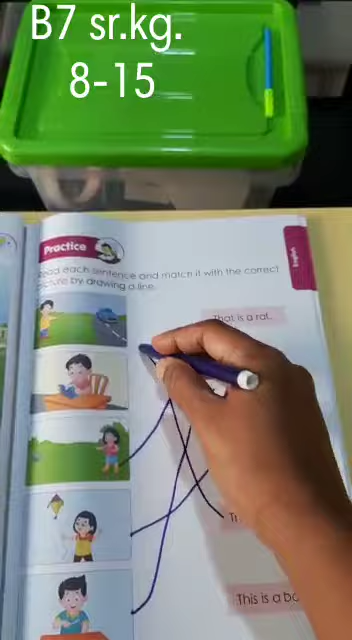 B7 sr.kg.
8-15
Practice
English
Read each sentence and match it with the correct
picture by drawing a line.
That is a rat.
This is a